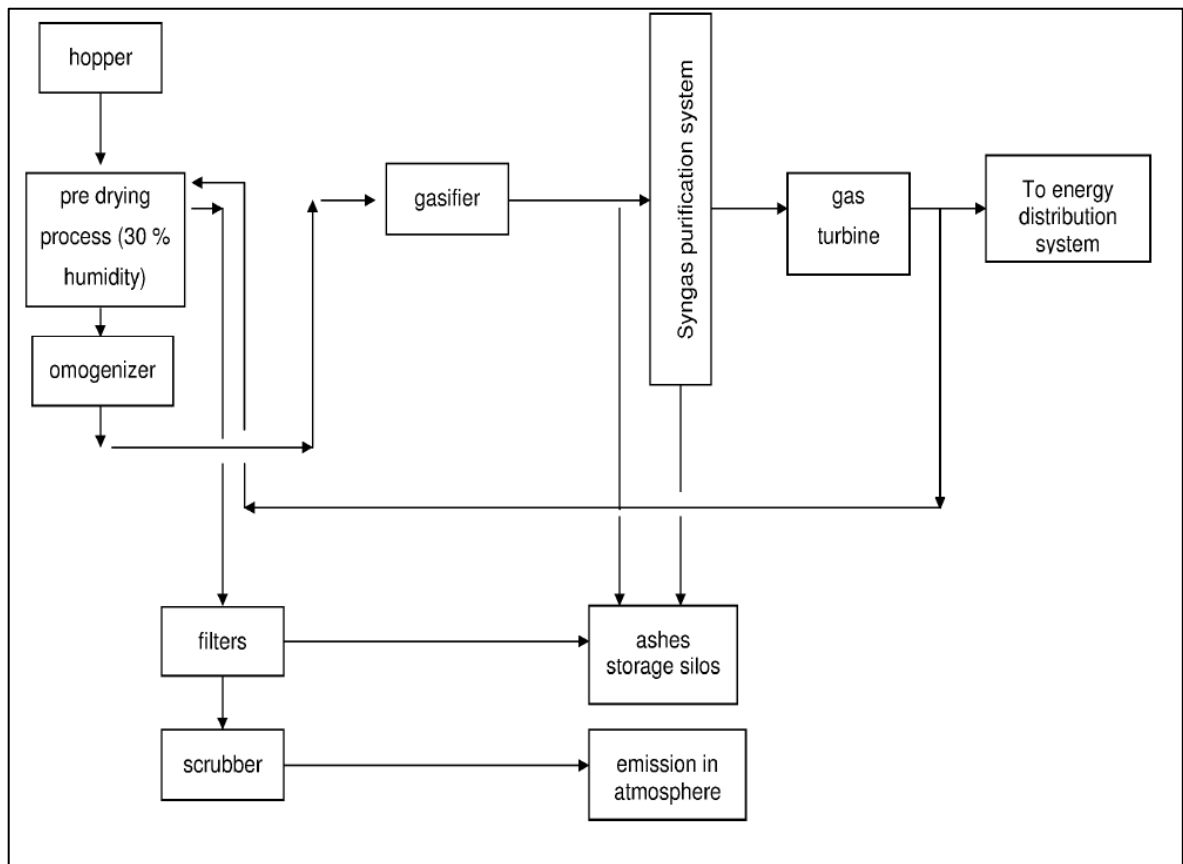 hopper
pre drying
process (30 %
humidity)
omogenizer
gasifier
Syngas purification system
gas
turbine
To energy
distribution
system
filters
ashes
storage silos
scrubber
emission in
atmosphere